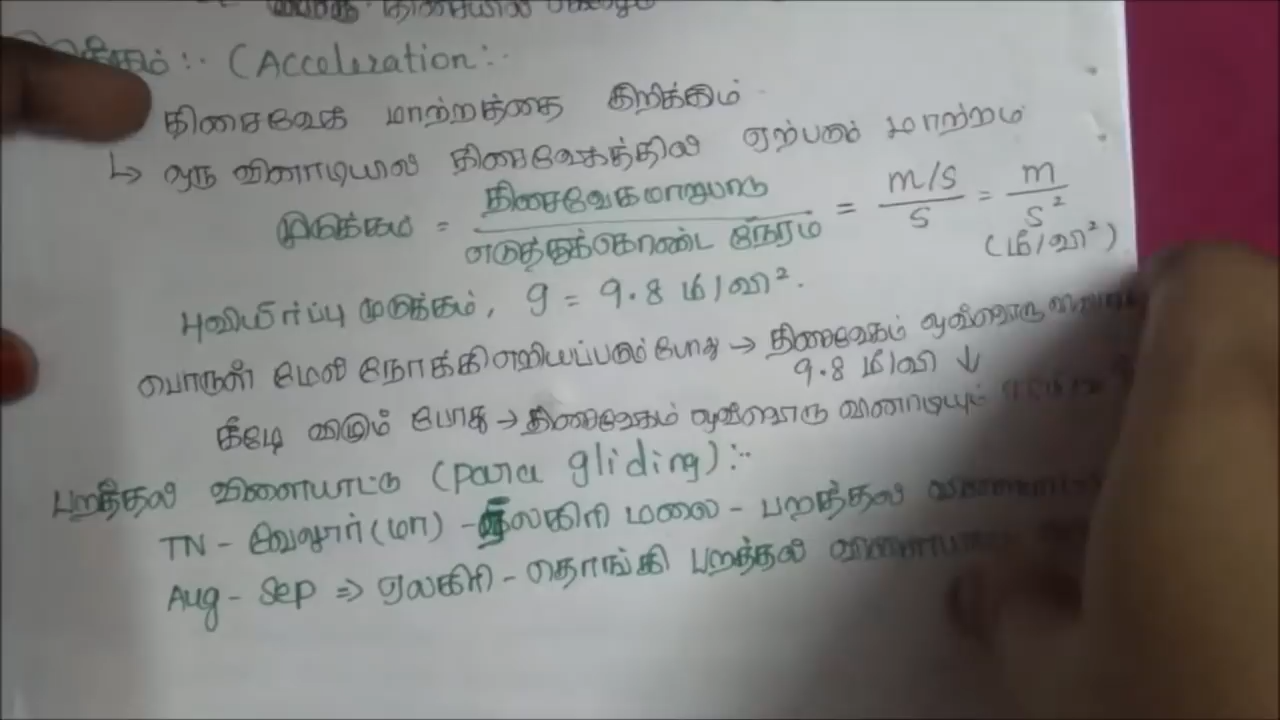 (Acceleration:-
திசைவேக மாற்றத்தை குறிக்கும்
↳ ஒரு வினாடியில் திசைவேகத்தில் ஏற்படும் மாற்றம்
முடுக்கம் = திசைவேகமாறுபாடு / எடுத்துக்கொண்ட நேரம் = m/s / s = m / s²
(மீ/வி²)
புவியீர்ப்பு முடுக்கம், g = 9.8 மீ/வி².
பொருள் மேல் நோக்கி எறியப்படும் போது → திசைவேகம் ஒவ்வொரு
9.8 மீ/வி ↓
கீழே விழும் போது → திசைவேகம் ஒவ்வொரு வினாடியும்
பறத்தல் விளையாட்டு (para gliding):-
TN - வேலூர் (மா) - ஏலகிரி மலை - பறத்தல்
Aug - Sep ⇒ ஏலகிரி - தொங்கி பறத்தல்